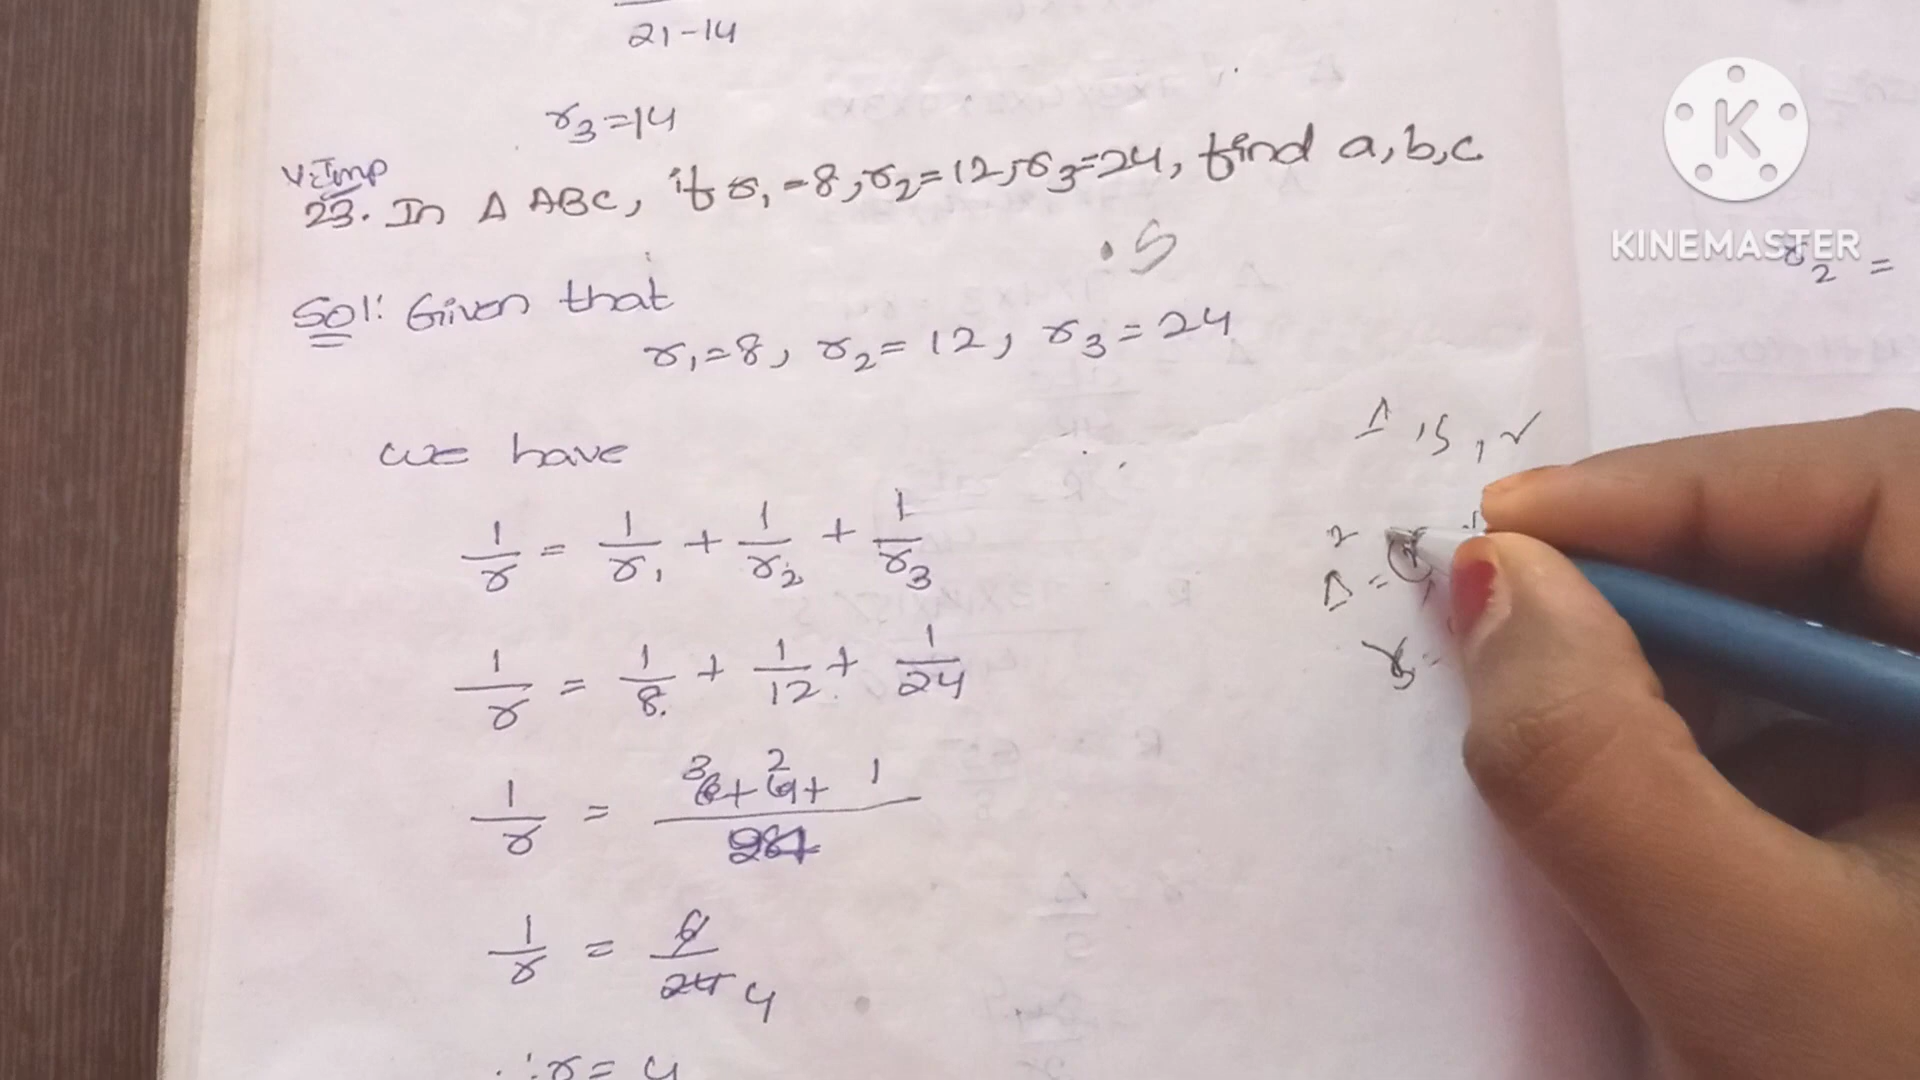 21-14
r3=14
V.Imp
23. In Δ ABC, if r1=8, r2=12, r3=24, find a, b, c
.S
Sol: Given that
r1=8, r2=12, r3=24
Δ, S, r
we have
1/r = 1/r1 + 1/r2 + 1/r3
1/r = 1/8 + 1/12 + 1/24
1/r = 3+2+1/24
1/r = 6/24 4
∴ r = 4
K
KINEMASTER
r2 =